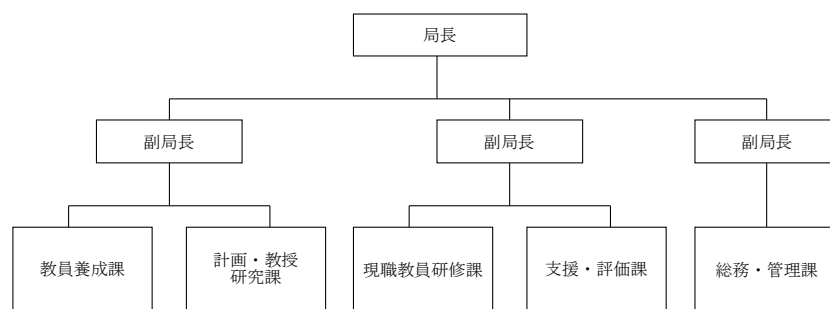 局長
副局長
副局長
副局長
教員養成課
計画・教授
研究課
現職教員研修課
支援・評価課
総務・管理課